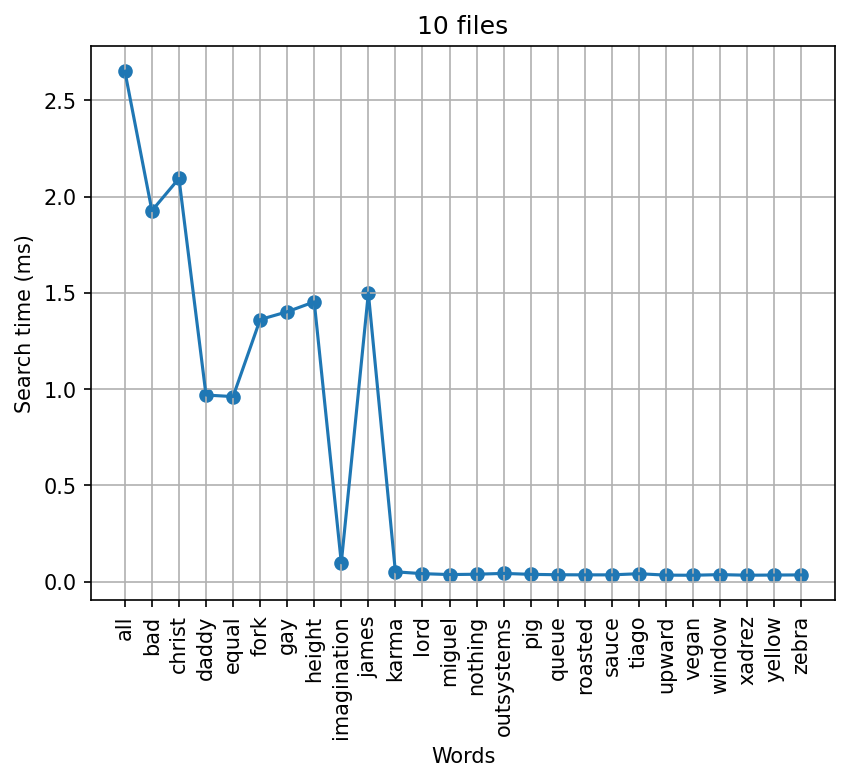 10 files
Search time (ms)
2.5
2.0
1.5
1.0
0.5
0.0
all
bad
christ
daddy
equal
fork
gay
height
imagination
james
karma
lord
miguel
nothing
outsystems
pig
queue
roasted
sauce
tiago
upward
vegan
window
xadrez
yellow
zebra
Words